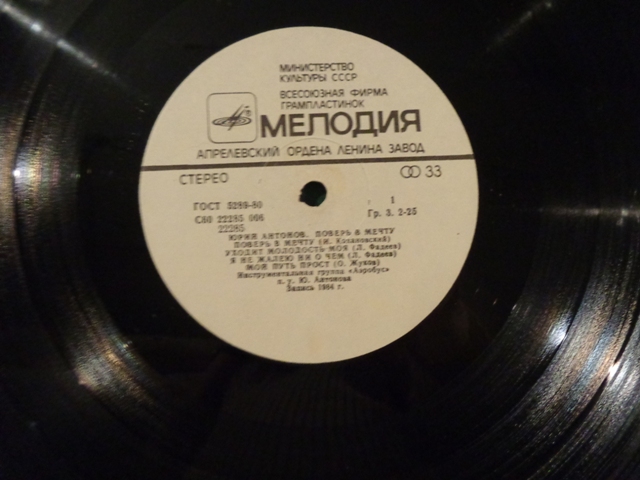 МИНИСТЕРСТВО
КУЛЬТУРЫ СССР
ВСЕСОЮЗНАЯ ФИРМА
ГРАМПЛАСТИНОК
МЕЛОДИЯ
АПРЕЛЕВСКИЙ ОРДЕНА ЛЕНИНА ЗАВОД
СТЕРЕО 33
ГОСТ 5289-80 1
С60 22285 006 Гр. 3. 2-25
22285
ЮРИЙ АНТОНОВ. ПОВЕРЬ В МЕЧТУ
ПОВЕРЬ В МЕЧТУ (И. Кохановский)
УХОДИТ МОЛОДОСТЬ МОЯ (Л. Фадеев)
Я НЕ ЖАЛЕЮ НИ О ЧЕМ (Л. Фадеев)
МОЙ ПУТЬ ПРОСТ (О. Жуков)
Инструментальная группа «Аэробус»
п. у. Ю. Антонова
Запись 1984 г.